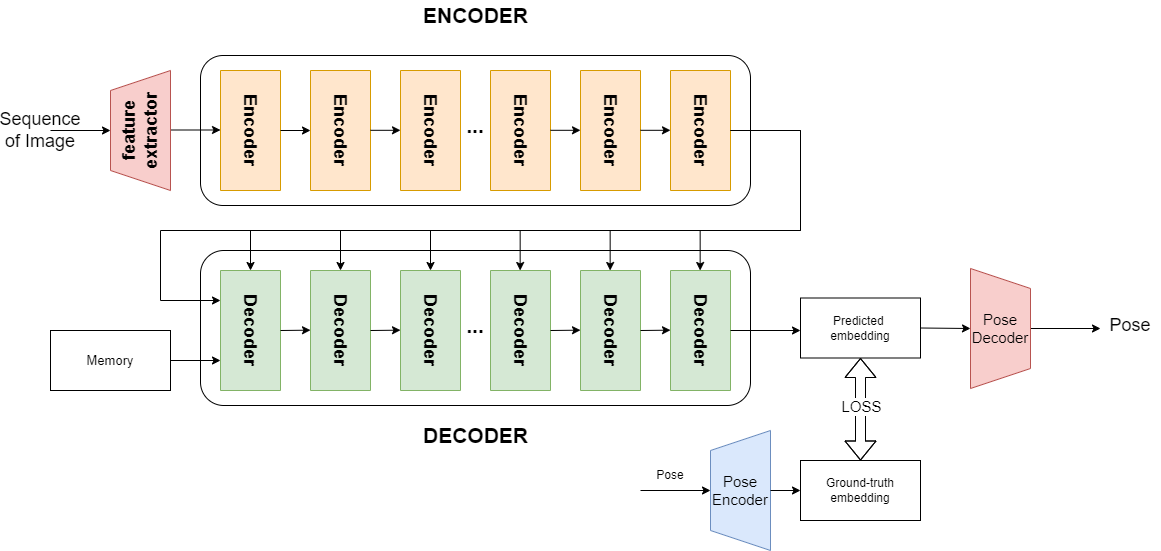 ENCODER
Sequence
of Image
feature
extractor
Encoder
Encoder
Encoder
...
Encoder
Encoder
Encoder
Decoder
Decoder
Decoder
...
Decoder
Decoder
Decoder
Memory
Predicted
embedding
Pose
Decoder
Pose
LOSS
DECODER
Pose
Pose
Encoder
Ground-truth
embedding